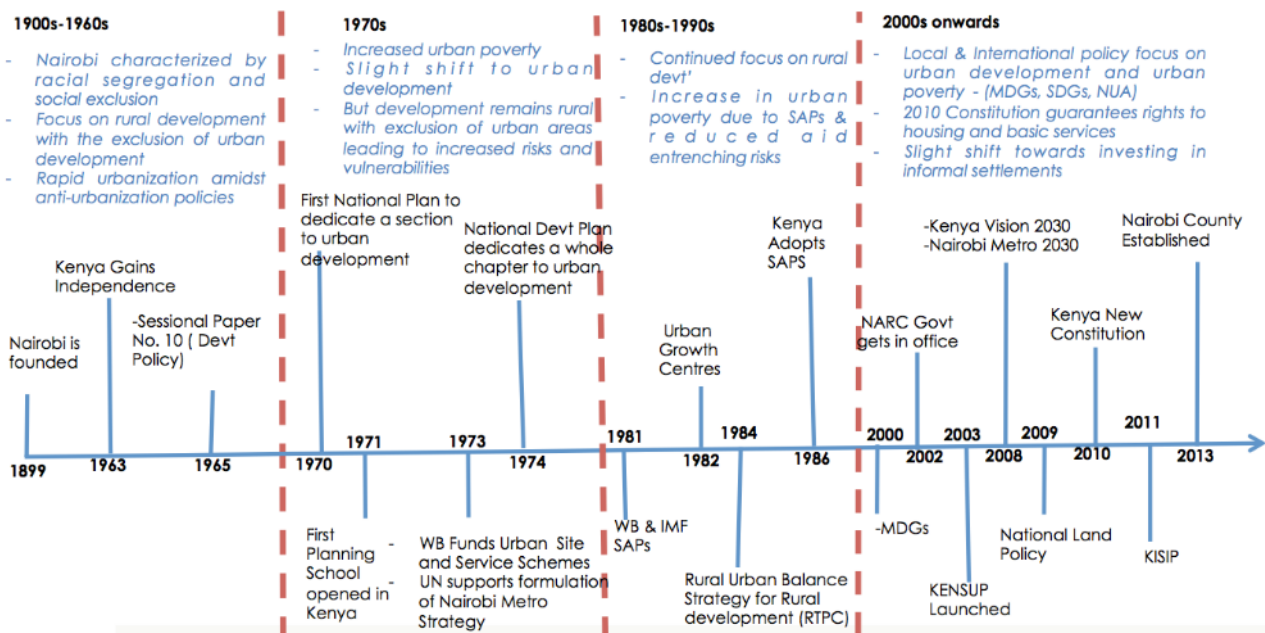 1900s-1960s
- Nairobi characterized by
racial segregation and
social exclusion
- Focus on rural development
with the exclusion of urban
development
- Rapid urbanization amidst
anti-urbanization policies
1970s
- Increased urban poverty
- Slight shift to urban
development
- But development remains rural
with exclusion of urban areas
leading to increased risks and
vulnerabilities
1980s-1990s
- Continued focus on rural
devt'
- Increase in urban
poverty due to SAPs &
reduced aid
entrenching risks
2000s onwards
- Local & International policy focus on
urban development and urban
poverty - (MDGs, SDGs, NUA)
- 2010 Constitution guarantees rights to
housing and basic services
- Slight shift towards investing in
informal settlements
Nairobi is
founded
Kenya Gains
Independence
-Sessional Paper
No. 10 ( Devt
Policy)
First National Plan to
dedicate a section
to urban
development
National Devt Plan
dedicates a whole
chapter to urban
development
Urban
Growth
Centres
Kenya
Adopts
SAPS
NARC Govt
gets in office
-Kenya Vision 2030
-Nairobi Metro 2030
Kenya New
Constitution
Nairobi County
Established
1899
1963
1965
1970
1971
1973
1974
1981
1982
1984
1986
2000
2002
2003
2008
2009
2010
2011
2013
First
Planning
School
opened in
Kenya
- WB Funds Urban Site
and Service Schemes
- UN supports formulation
of Nairobi Metro
Strategy
WB & IMF
SAPs
Rural Urban Balance
Strategy for Rural
development (RTPC)
-MDGs
KENSUP
Launched
National Land
Policy
KISIP